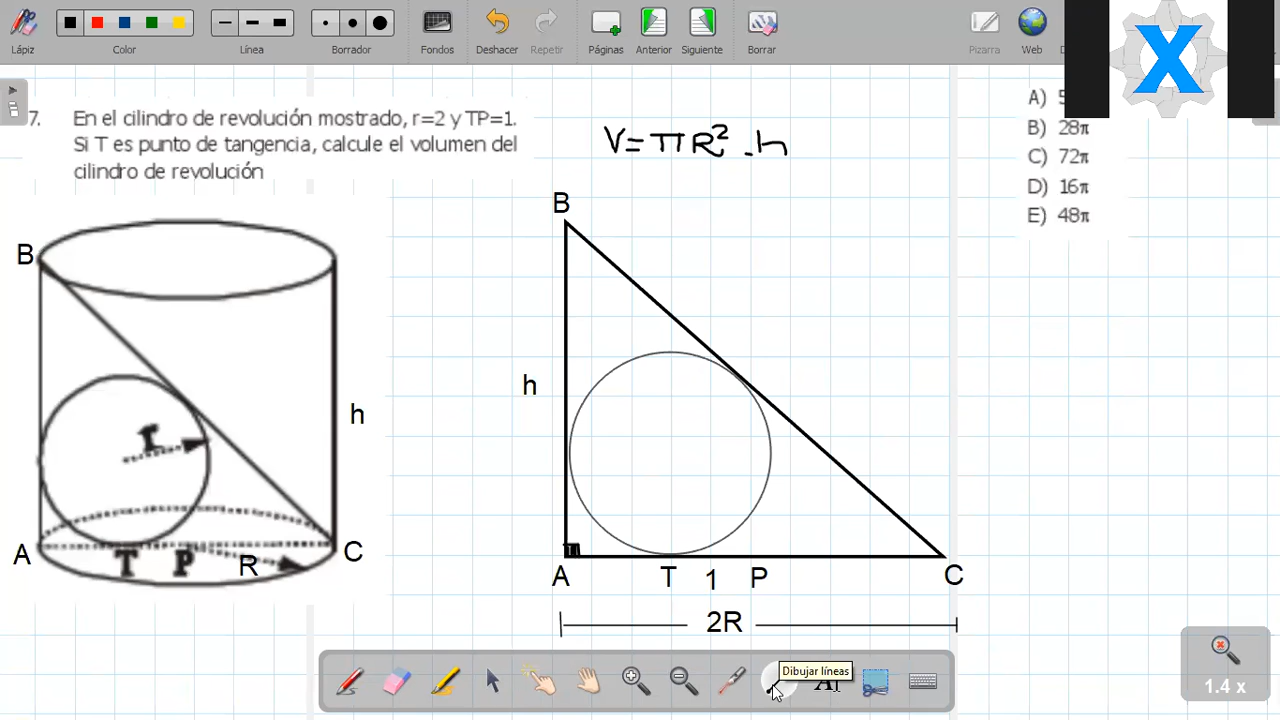 Lápiz
Color
Línea
Borrador
Fondos
Deshacer
Repetir
Páginas
Anterior
Siguiente
Borrar
Pizarra
Web
X
7. En el cilindro de revolución mostrado, r=2 y TP=1.
Si T es punto de tangencia, calcule el volumen del
cilindro de revolución
V=πR² . h
A) 5
B) 28π
C) 72π
D) 16π
E) 48π
B
r
h
A
T
P
R
C
B
h
A
T
1
P
C
2R
Dibujar líneas
1.4 x